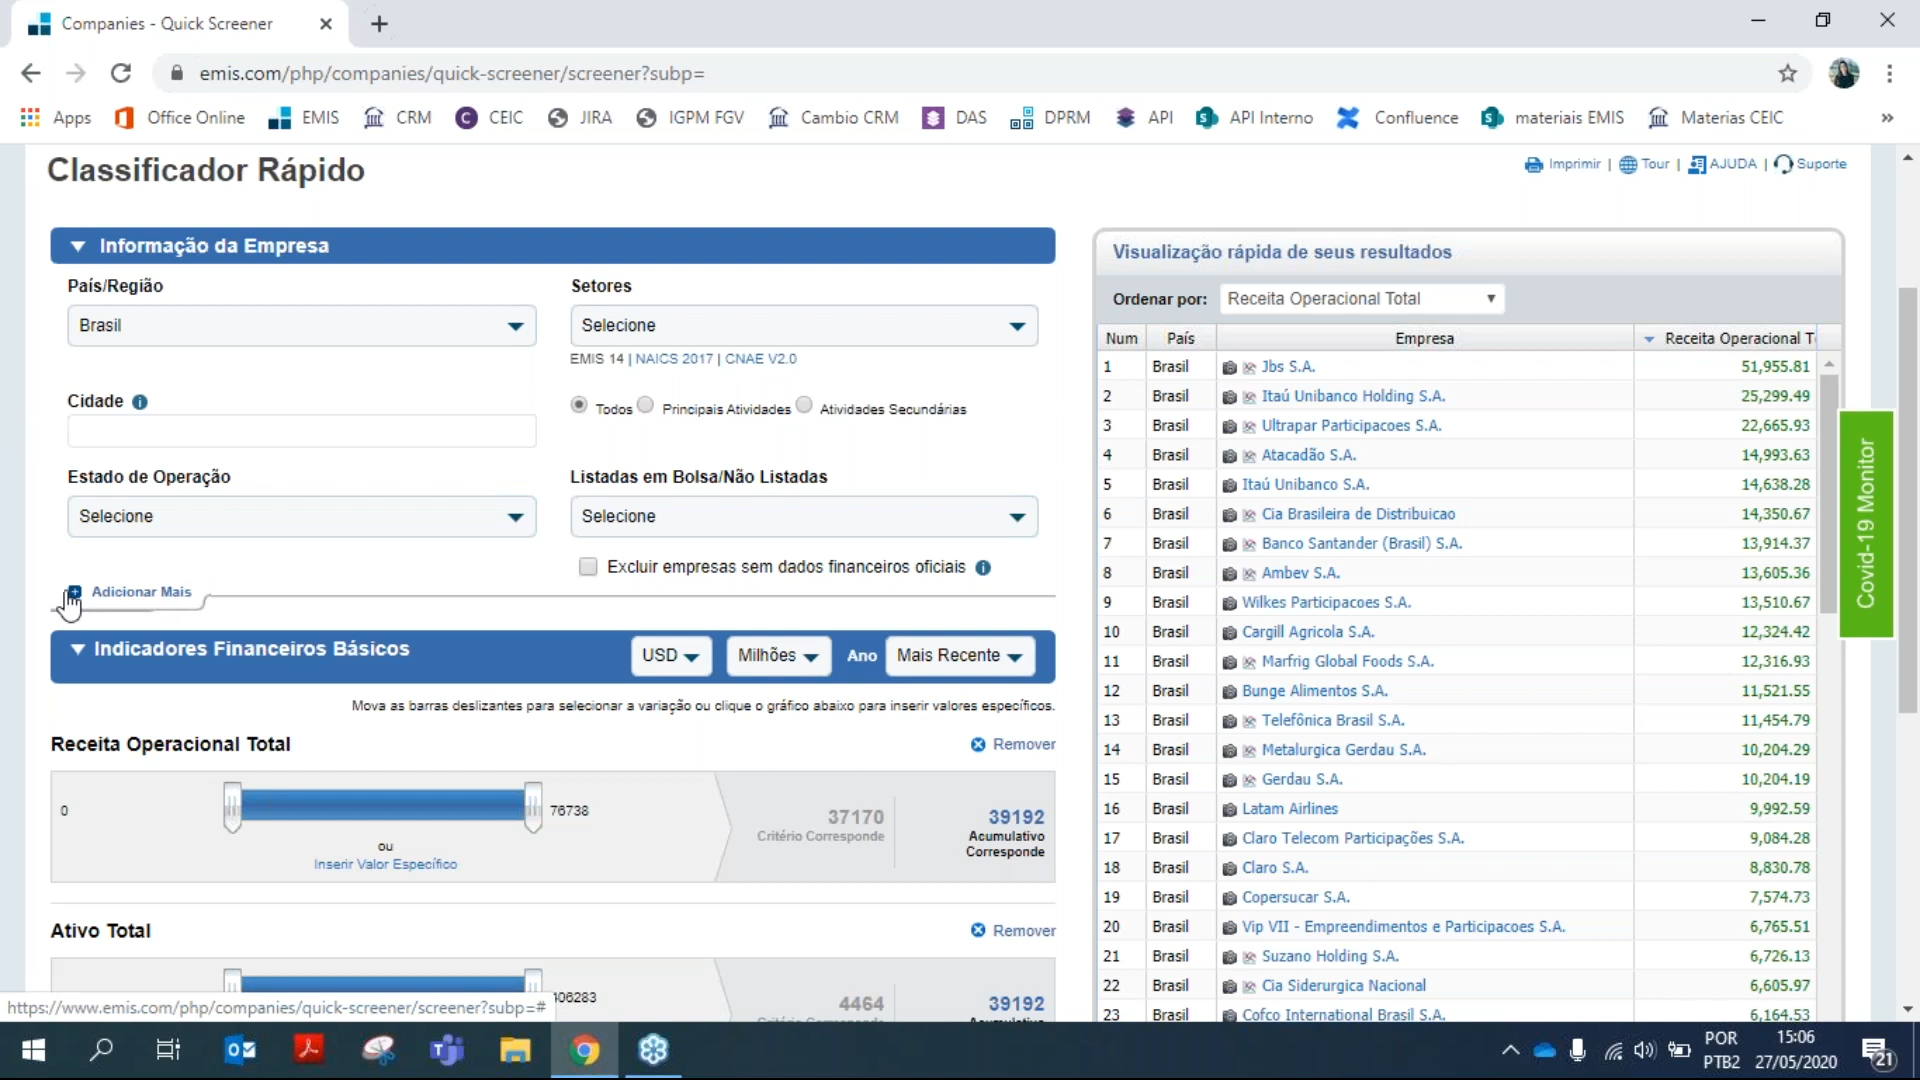 Companies - Quick Screener
emis.com/php/companies/quick-screener/screener?subp=
Apps Office Online EMIS CRM CEIC JIRA IGPM FGV Cambio CRM DAS DPRM API API Interno Confluence materiais EMIS Materias CEIC »
Classificador Rápido
Imprimir | Tour | AJUDA | Suporte
Informação da Empresa
País/Região
Brasil
Setores
Selecione
EMIS 14 | NAICS 2017 | CNAE V2.0
Cidade
Todos Principais Atividades Atividades Secundárias
Estado de Operação
Selecione
Listadas em Bolsa/Não Listadas
Selecione
Excluir empresas sem dados financeiros oficiais
Adicionar Mais
Indicadores Financeiros Básicos USD Milhões Ano Mais Recente
Mova as barras deslizantes para selecionar a variação ou clique o gráfico abaixo para inserir valores específicos.
Receita Operacional Total Remover
0 76738
ou
Inserir Valor Específico
37170
Critério Corresponde
39192
Acumulativo
Corresponde
Ativo Total Remover
406283
4464
Critério Corresponde
39192
Acumulativo
https://www.emis.com/php/companies/quick-screener/screener?subp=#
Visualização rápida de seus resultados
Ordenar por: Receita Operacional Total
Num País Empresa Receita Operacional T
1 Brasil Jbs S.A. 51,955.81
2 Brasil Itaú Unibanco Holding S.A. 25,299.49
3 Brasil Ultrapar Participacoes S.A. 22,665.93
4 Brasil Atacadão S.A. 14,993.63
5 Brasil Itaú Unibanco S.A. 14,638.28
6 Brasil Cia Brasileira de Distribuicao 14,350.67
7 Brasil Banco Santander (Brasil) S.A. 13,914.37
8 Brasil Ambev S.A. 13,605.36
9 Brasil Wilkes Participacoes S.A. 13,510.67
10 Brasil Cargill Agricola S.A. 12,324.42
11 Brasil Marfrig Global Foods S.A. 12,316.93
12 Brasil Bunge Alimentos S.A. 11,521.55
13 Brasil Telefônica Brasil S.A. 11,454.79
14 Brasil Metalurgica Gerdau S.A. 10,204.29
15 Brasil Gerdau S.A. 10,204.19
16 Brasil Latam Airlines 9,992.59
17 Brasil Claro Telecom Participações S.A. 9,084.28
18 Brasil Claro S.A. 8,830.78
19 Brasil Copersucar S.A. 7,574.73
20 Brasil Vip VII - Empreendimentos e Participacoes S.A. 6,765.51
21 Brasil Suzano Holding S.A. 6,726.13
22 Brasil Cia Siderurgica Nacional 6,605.97
23 Brasil Cofco International Brasil S.A. 6,164.53
Covid-19 Monitor
POR
PTB2
15:06
27/05/2020
21